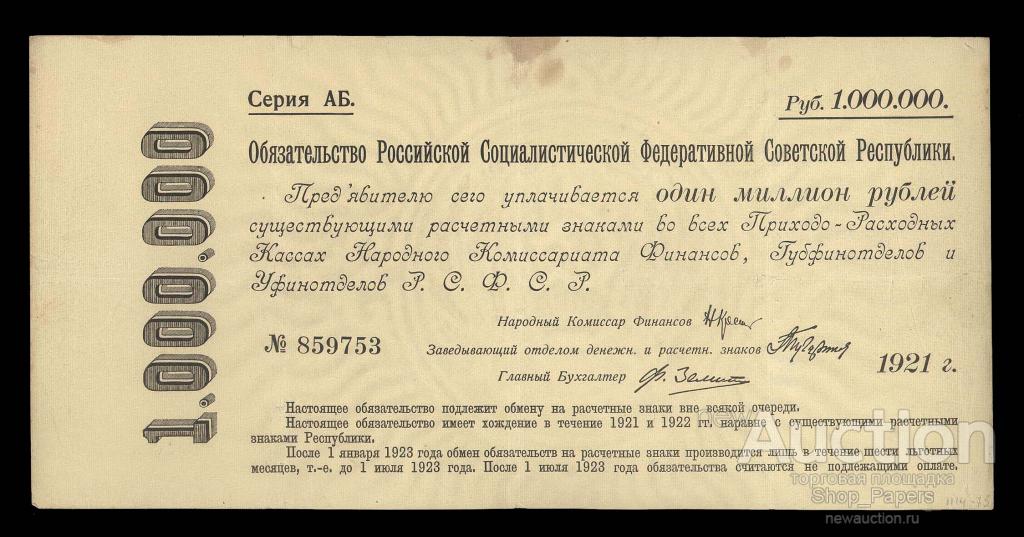 Серия АБ.
Руб. 1.000.000.
1.000.000
Обязательство Российской Социалистической Федеративной Советской Республики.
Пред'явителю сего уплачивается один миллион рублей
существующими расчетными знаками во всех Приходо-Расходных
Кассах Народного Комиссариата Финансов, Губфинотделов и
Уфинотделов Р. С. Ф. С. Р.
Народный Комиссар Финансов
№ 859753
Заведывающий отделом денежн. и расчетн. знаков
1921 г.
Главный Бухгалтер
Настоящее обязательство подлежит обмену на расчетные знаки вне всякой очереди.
Настоящее обязательство имеет хождение в течение 1921 и 1922 гг. наравне с существующими расчетными
знаками Республики.
После 1 января 1923 года обмен обязательств на расчетные знаки производится лишь в течение шести льготных
месяцев, т.-е. до 1 июля 1923 года. После 1 июля 1923 года обязательства считаются не подлежащими оплате.
newAuction
торговая площадка
Shop_Papers
newauction.ru